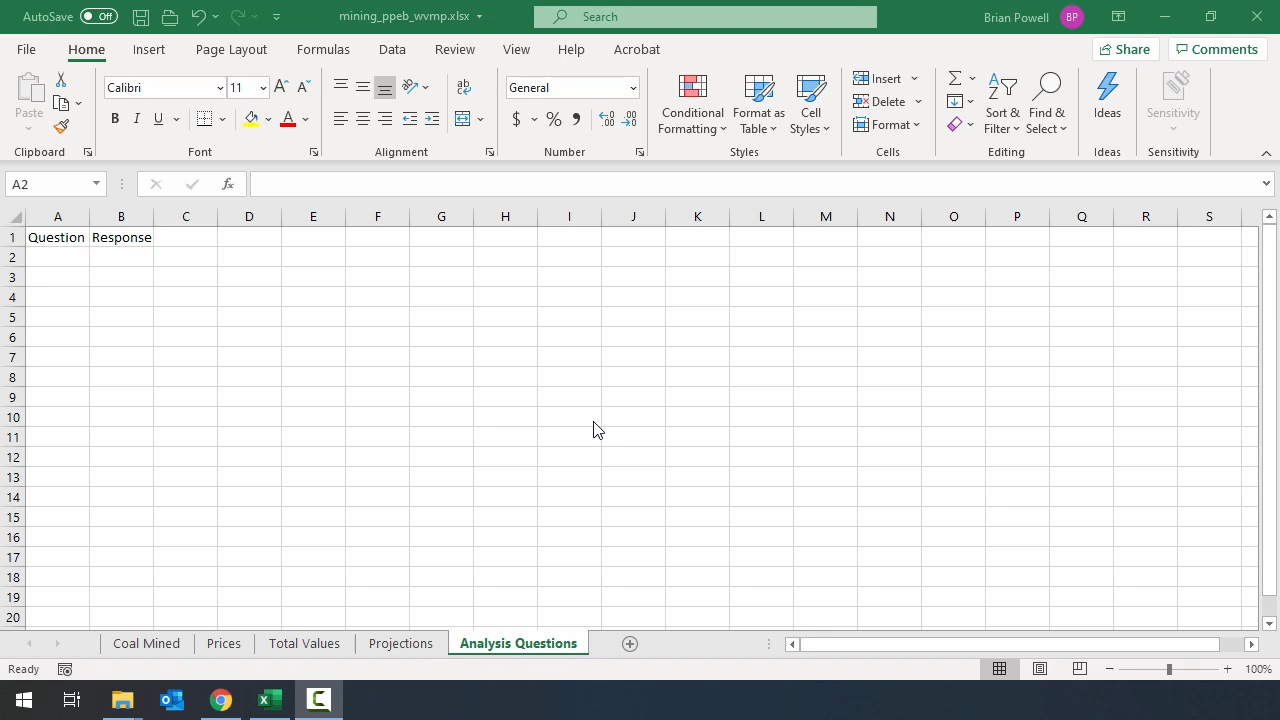 AutoSave Off mining_ppeb_wvmp.xlsx Search Brian Powell BP
File Home Insert Page Layout Formulas Data Review View Help Acrobat Share Comments
Paste Calibri 11 General Conditional Formatting Format as Table Cell Styles Insert Delete Format Sort & Filter Find & Select Ideas Sensitivity
B I U A $ % ,
Clipboard Font Alignment Number Styles Cells Editing Ideas Sensitivity
A2 fx
A B C D E F G H I J K L M N O P Q R S
1 Question Response
2
3
4
5
6
7
8
9
10
11
12
13
14
15
16
17
18
19
20
Coal Mined Prices Total Values Projections Analysis Questions
Ready 100%